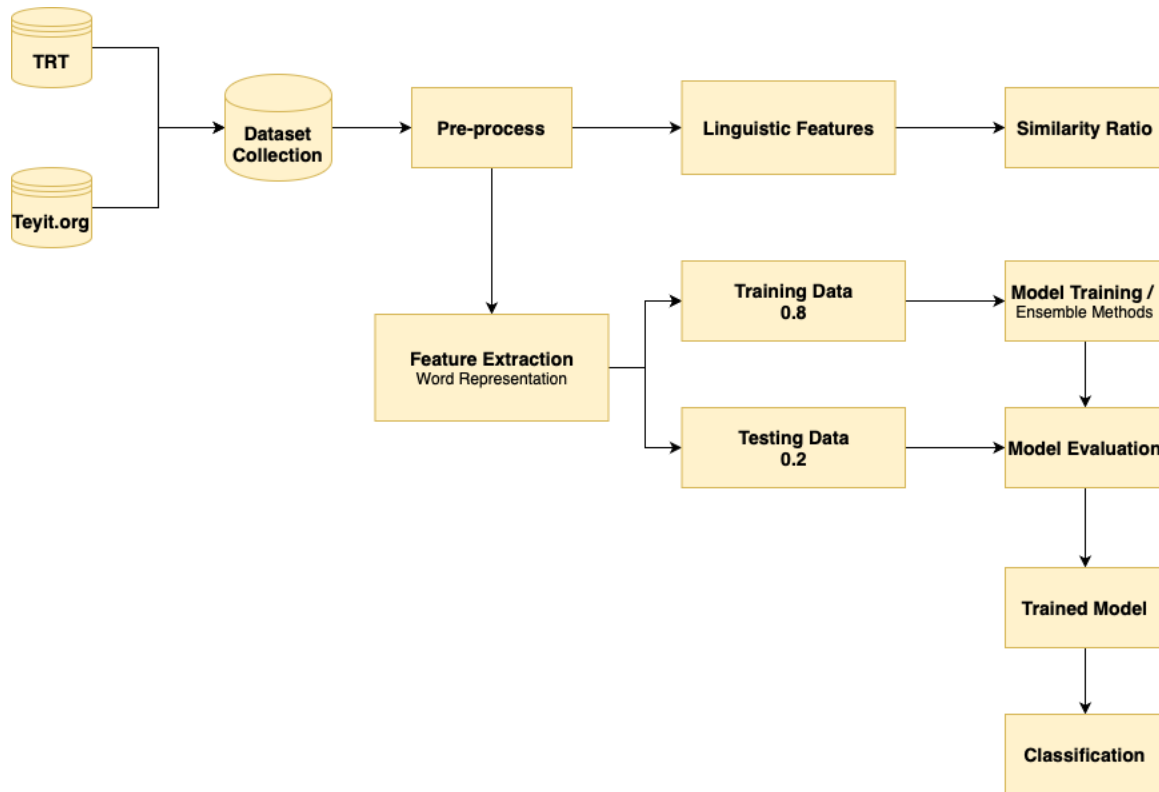 TRT
Teyit.org
Dataset
Collection
Pre-process
Linguistic Features
Similarity Ratio
Feature Extraction
Word Representation
Training Data
0.8
Model Training /
Ensemble Methods
Testing Data
0.2
Model Evaluation
Trained Model
Classification